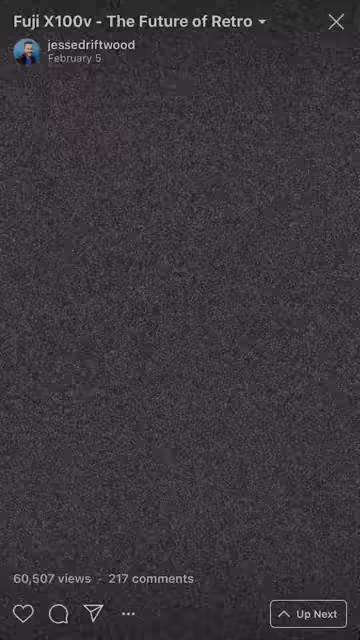 Fuji X100v - The Future of Retro
jessedriftwood
February 5
60,507 views - 217 comments
Up Next